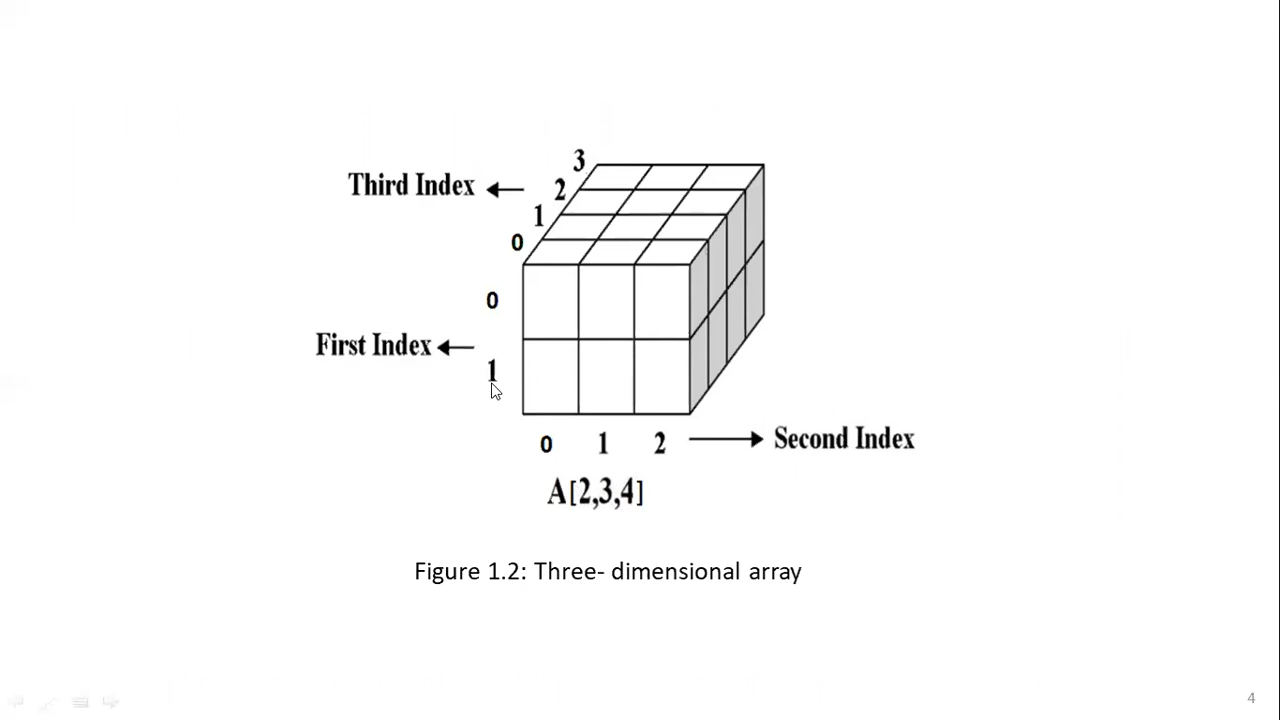 3
Third Index
2
1
0
0
First Index
1
0 1 2
Second Index
A[2,3,4]
Figure 1.2: Three- dimensional array
4